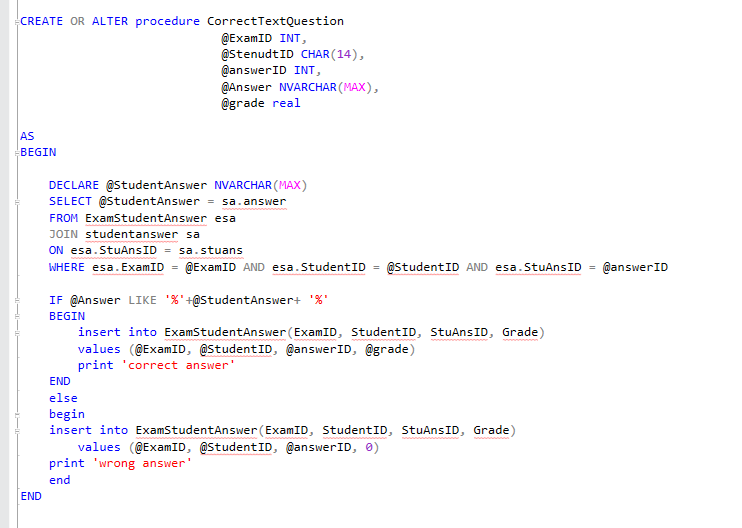 CREATE OR ALTER procedure CorrectTextQuestion
@ExamID INT,
@StenudtID CHAR(14),
@answerID INT,
@Answer NVARCHAR(MAX),
@grade real
AS
BEGIN
DECLARE @StudentAnswer NVARCHAR(MAX)
SELECT @StudentAnswer = sa.answer
FROM ExamStudentAnswer esa
JOIN studentanswer sa
ON esa.StuAnsID = sa.stuans
WHERE esa.ExamID = @ExamID AND esa.StudentID = @StudentID AND esa.StuAnsID = @answerID
IF @Answer LIKE '%'+@StudentAnswer+ '%'
BEGIN
insert into ExamStudentAnswer(ExamID, StudentID, StuAnsID, Grade)
values (@ExamID, @StudentID, @answerID, @grade)
print 'correct answer'
END
else
begin
insert into ExamStudentAnswer(ExamID, StudentID, StuAnsID, Grade)
values (@ExamID, @StudentID, @answerID, 0)
print 'wrong answer'
end
END